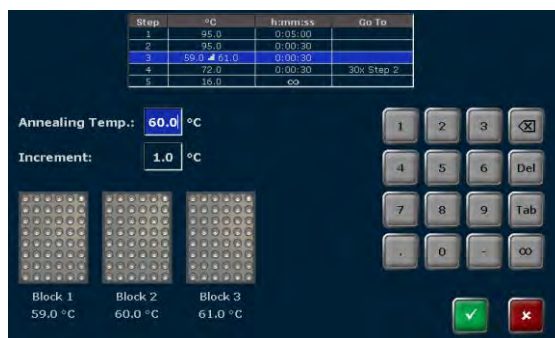 Step °C h:mm:ss Go To
1 95.0 0:05:00
2 95.0 0:00:30
3 59.0 61.0 0:00:30
4 72.0 0:00:30 30x Step 2
5 16.0 ∞
Annealing Temp.: 60.0 °C
Increment: 1.0 °C
1 2 3
4 5 6 Del
7 8 9 Tab
. 0 - ∞
Block 1 Block 2 Block 3
59.0 °C 60.0 °C 61.0 °C